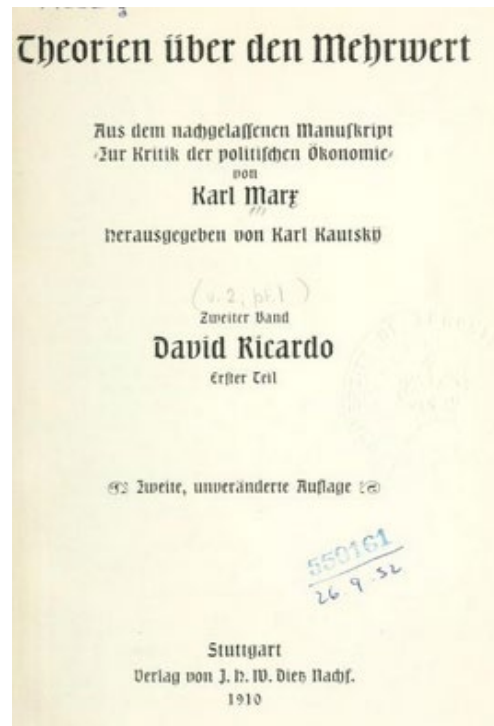 Theorien über den Mehrwert
Aus dem nachgelassenen Manuskript
„Zur Kritik der politischen Ökonomie“
von
Karl Marx
Herausgegeben von Karl Kautsky
(v. 2, pt. 1)
Zweiter Band
David Ricardo
Erster Teil
Zweite, unveränderte Auflage
550161
26.9.52
Stuttgart
Verlag von J. H. W. Dietz Nachf.
1910